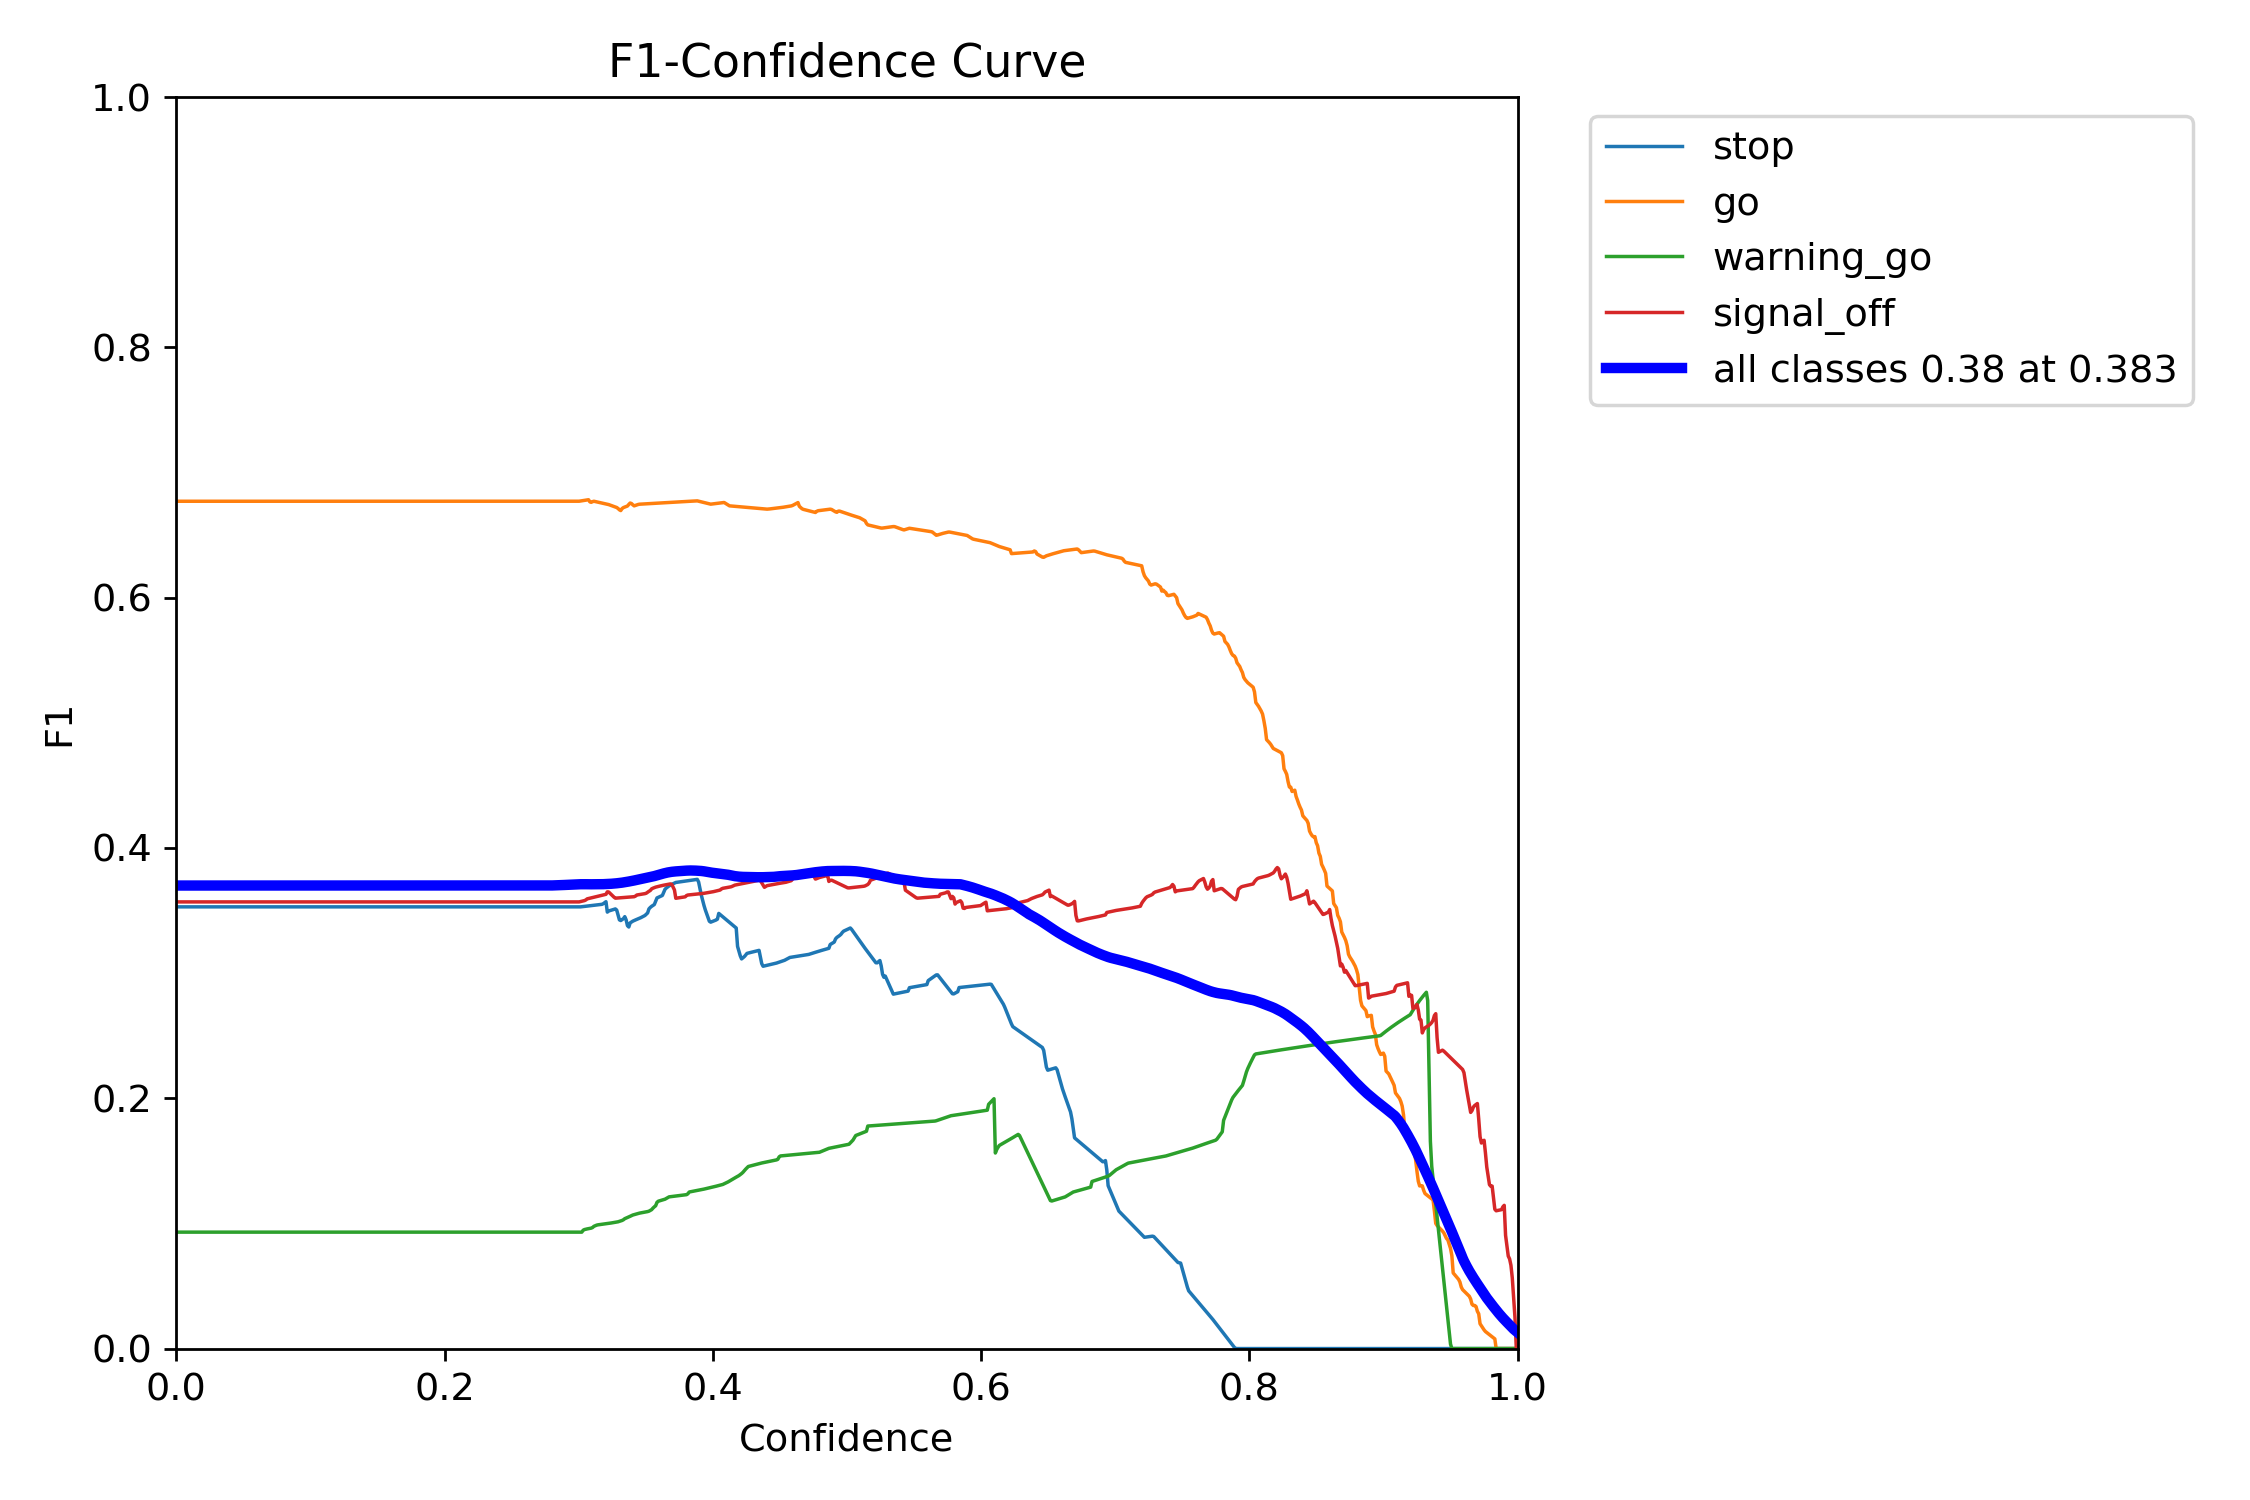 F1-Confidence Curve
1.0
0.8
0.6
0.4
0.2
0.0
F1
0.0 0.2 0.4 0.6 0.8 1.0
Confidence
stop
go
warning_go
signal_off
all classes 0.38 at 0.383